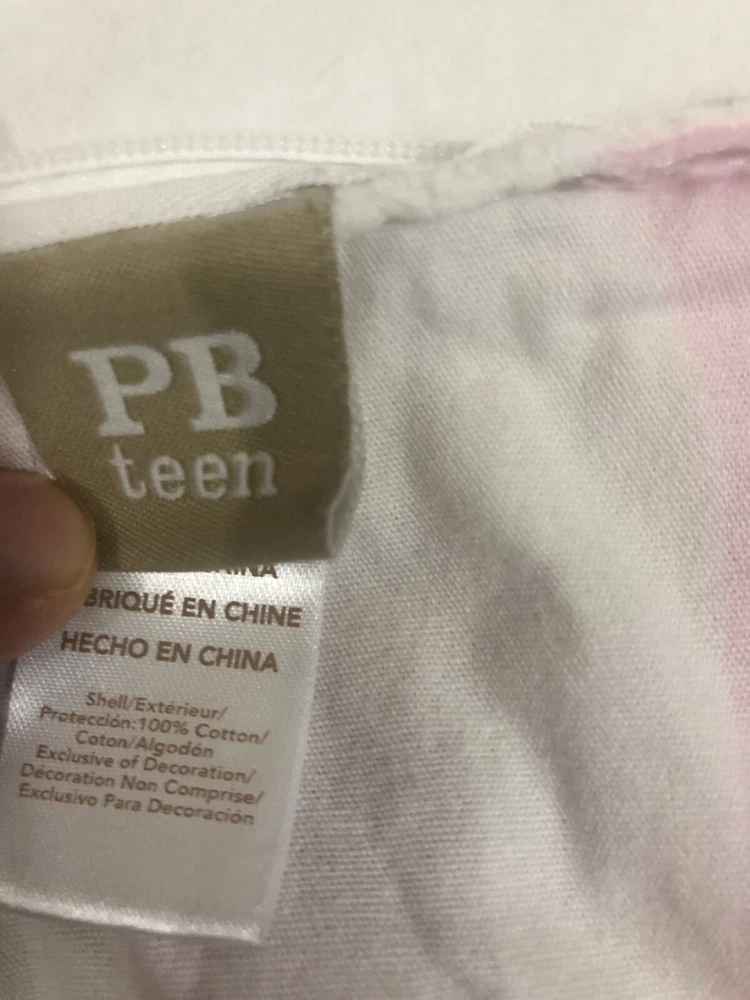 PB
teen
BRIQUÉ EN CHINE
HECHO EN CHINA
Shell/Extérieur/
Protección:100% Cotton/
Coton/Algodón
Exclusive of Decoration/
Décoration Non Comprise/
Exclusivo Para Decoración